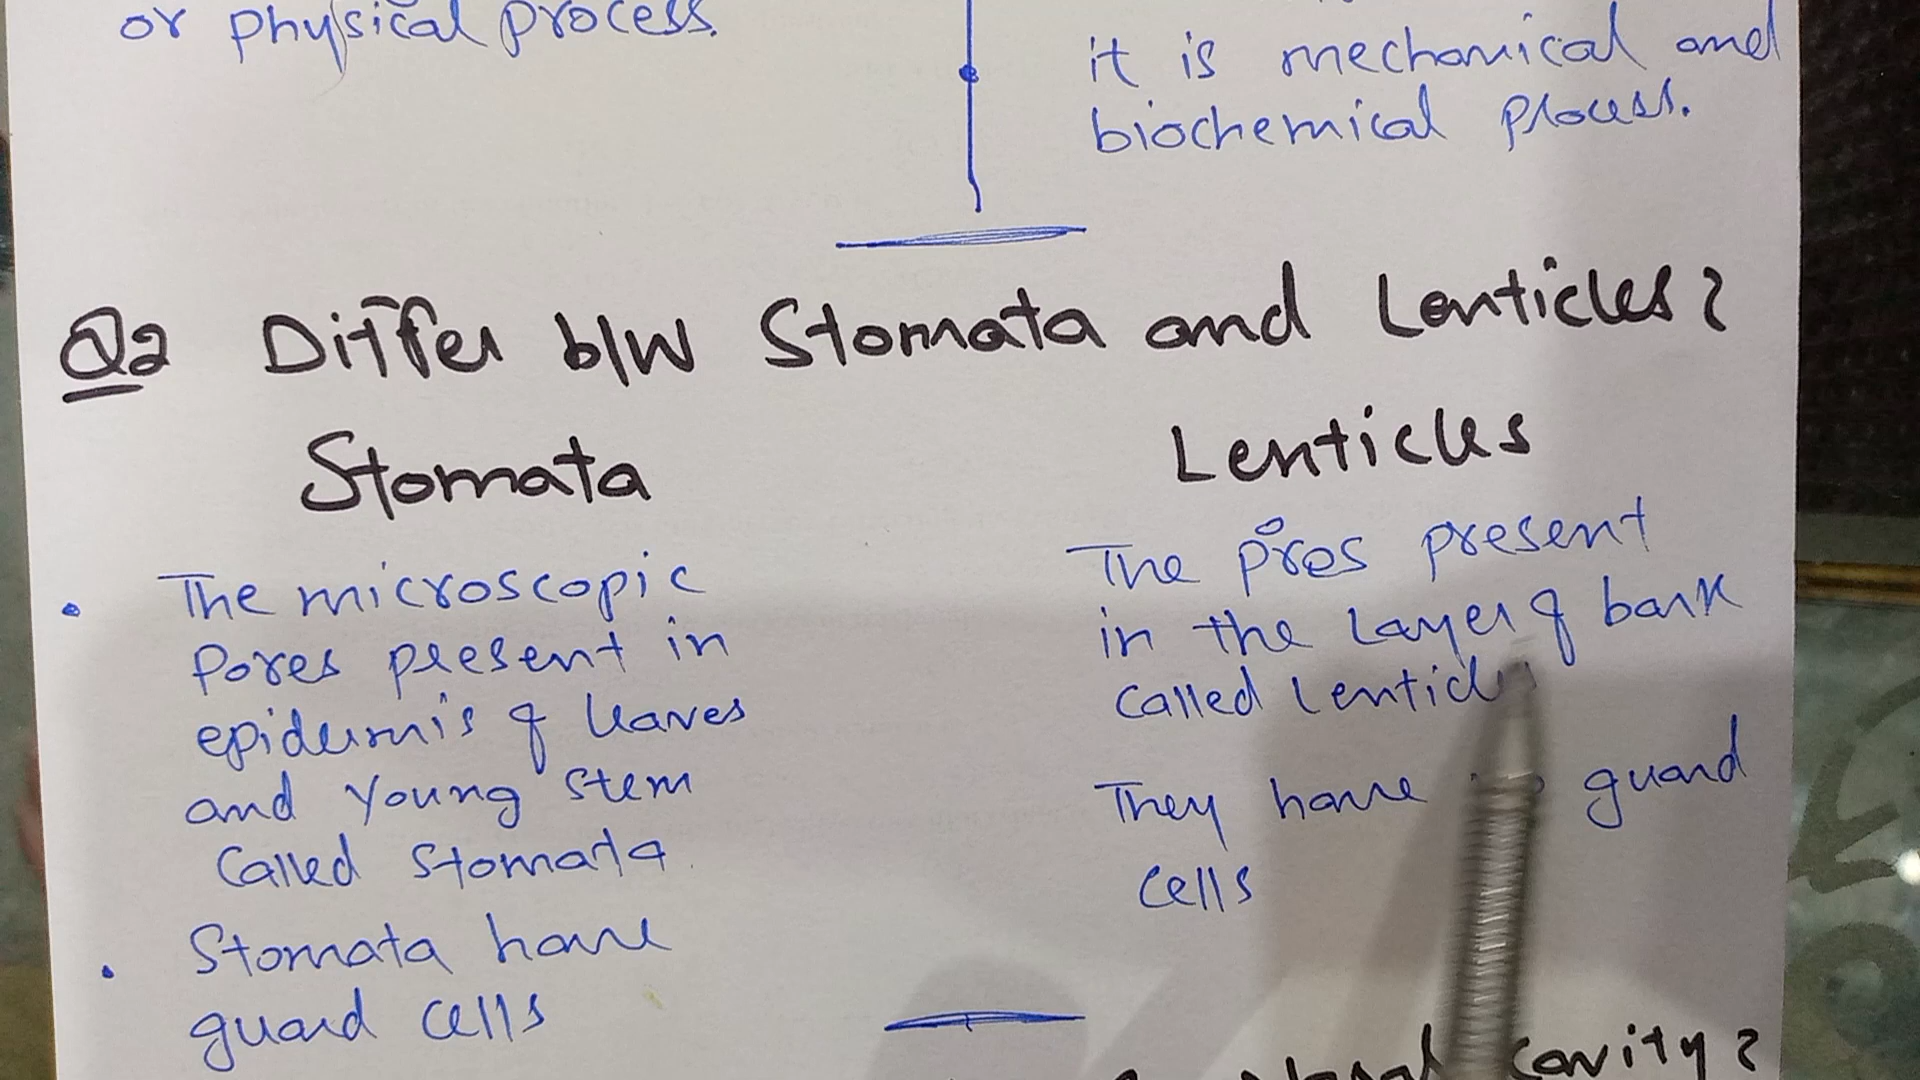 or physical process.
it is mechanical and
biochemical process.
Q2 Differ b/w Stomata and Lenticles?
Stomata
The microscopic
Pores present in
epidermis of leaves
and young stem
Called Stomata
Stomata have
guard cells
Lenticles
The pores present
in the Layer of bark
called
They have guard
cells
cavity?